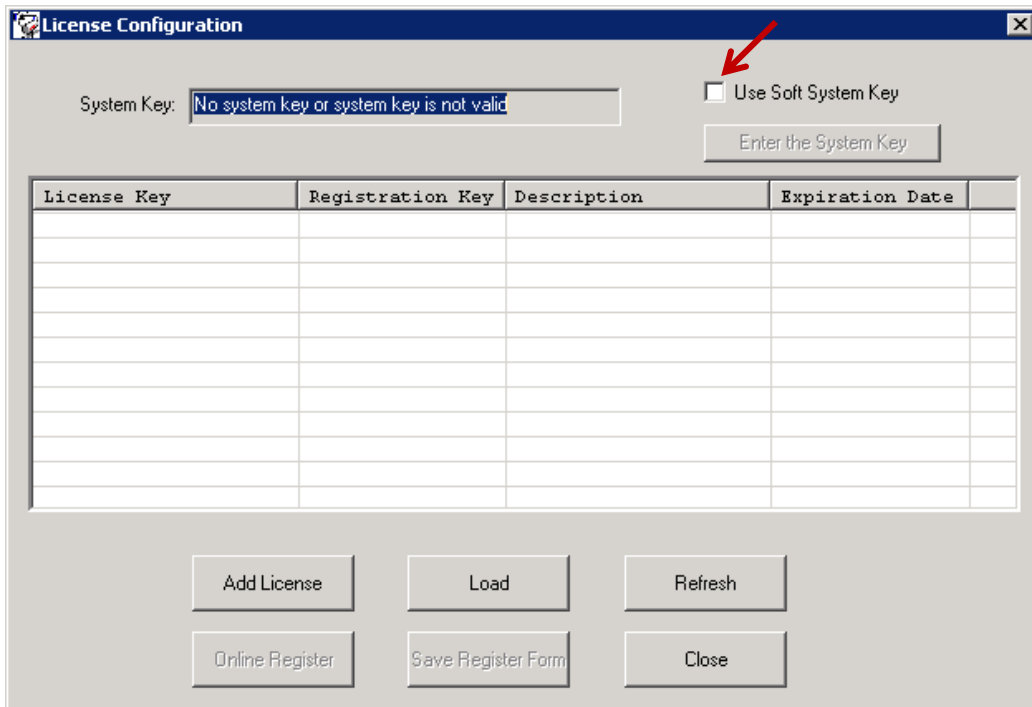 License Configuration
System Key: No system key or system key is not valid
Use Soft System Key
Enter the System Key
License Key Registration Key Description Expiration Date
Add License Load Refresh
Online Register Save Register Form Close